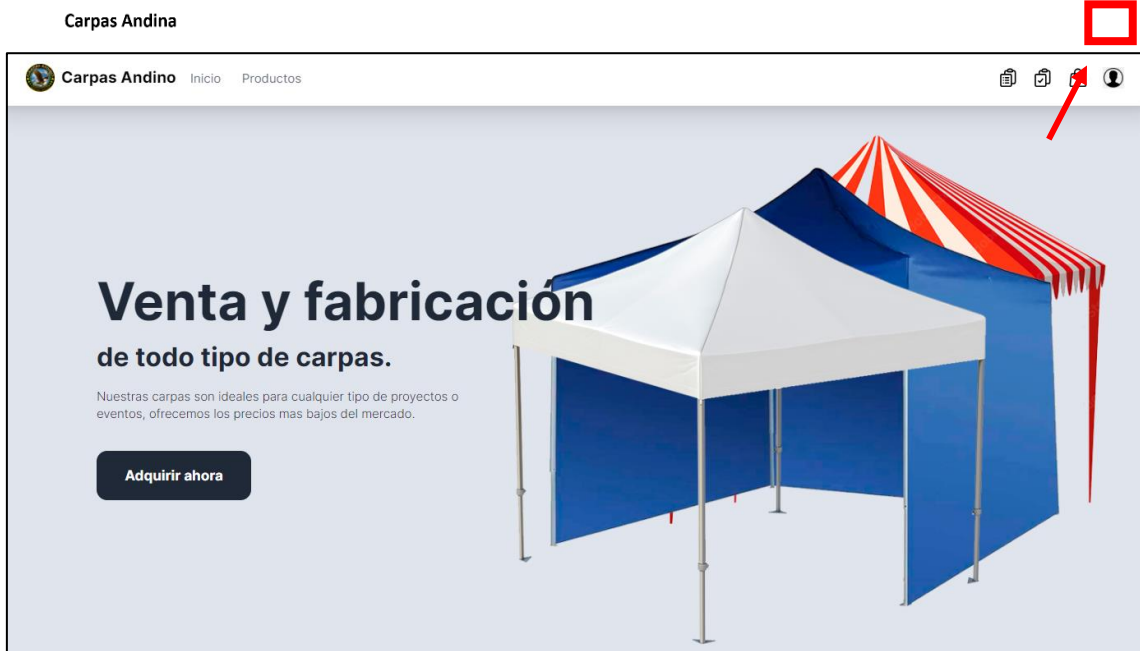 Carpas Andina
Carpas Andino Inicio Productos
Venta y fabricación
de todo tipo de carpas.
Nuestras carpas son ideales para cualquier tipo de proyectos o
eventos, ofrecemos los precios mas bajos del mercado.
Adquirir ahora